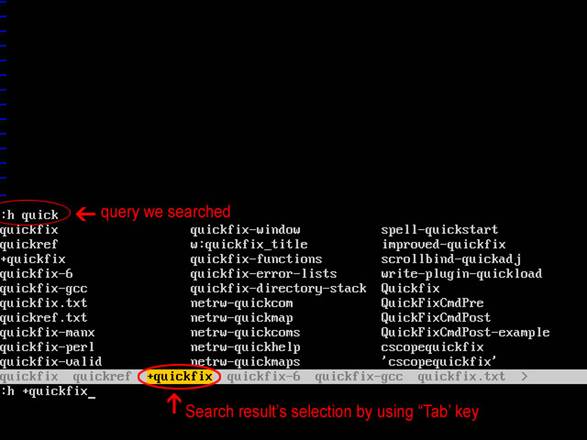 :h quick
query we searched
quickfix quickfix-window spell-quickstart
quickref w:quickfix_title improved-quickfix
+quickfix quickfix-functions scrollbind-quickadj
quickfix-6 quickfix-error-lists write-plugin-quickload
quickfix-gcc quickfix-directory-stack Quickfix
quickfix.txt netrw-quickcom QuickFixCmdPre
quickref.txt netrw-quickmap QuickFixCmdPost
quickfix-manx netrw-quickcoms QuickFixCmdPost-example
quickfix-perl netrw-quickhelp cscopequickfix
quickfix-valid netrw-quickmaps 'cscopequickfix'
quickfix quickref +quickfix quickfix-6 quickfix-gcc quickfix.txt >
:h +quickfix_
Search result's selection by using "Tab' key